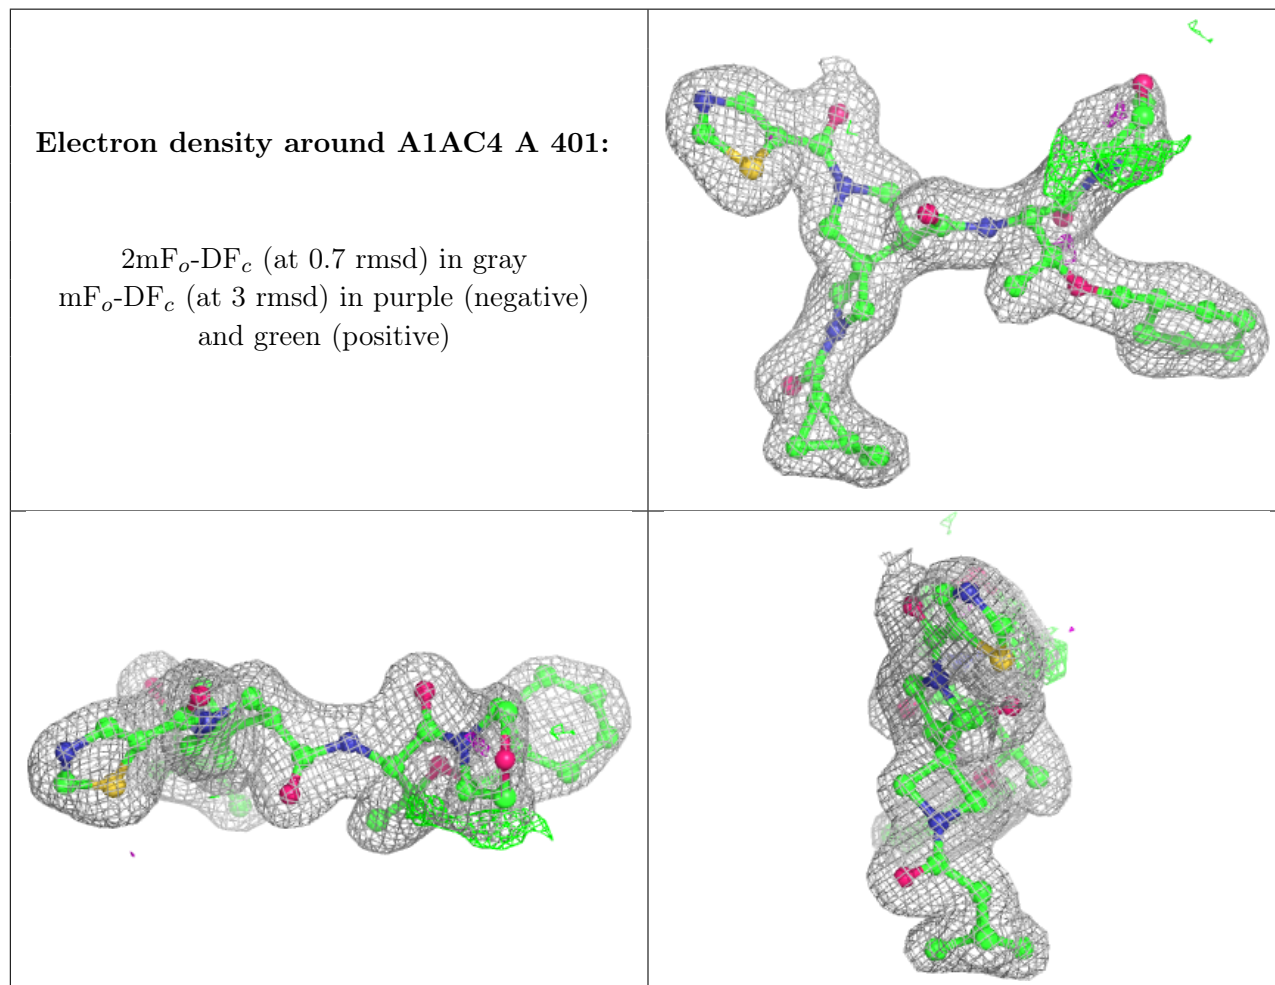 Electron density around A1AC4 A 401:
2mFo-DFc (at 0.7 rmsd) in gray
mFo-DFc (at 3 rmsd) in purple (negative)
and green (positive)